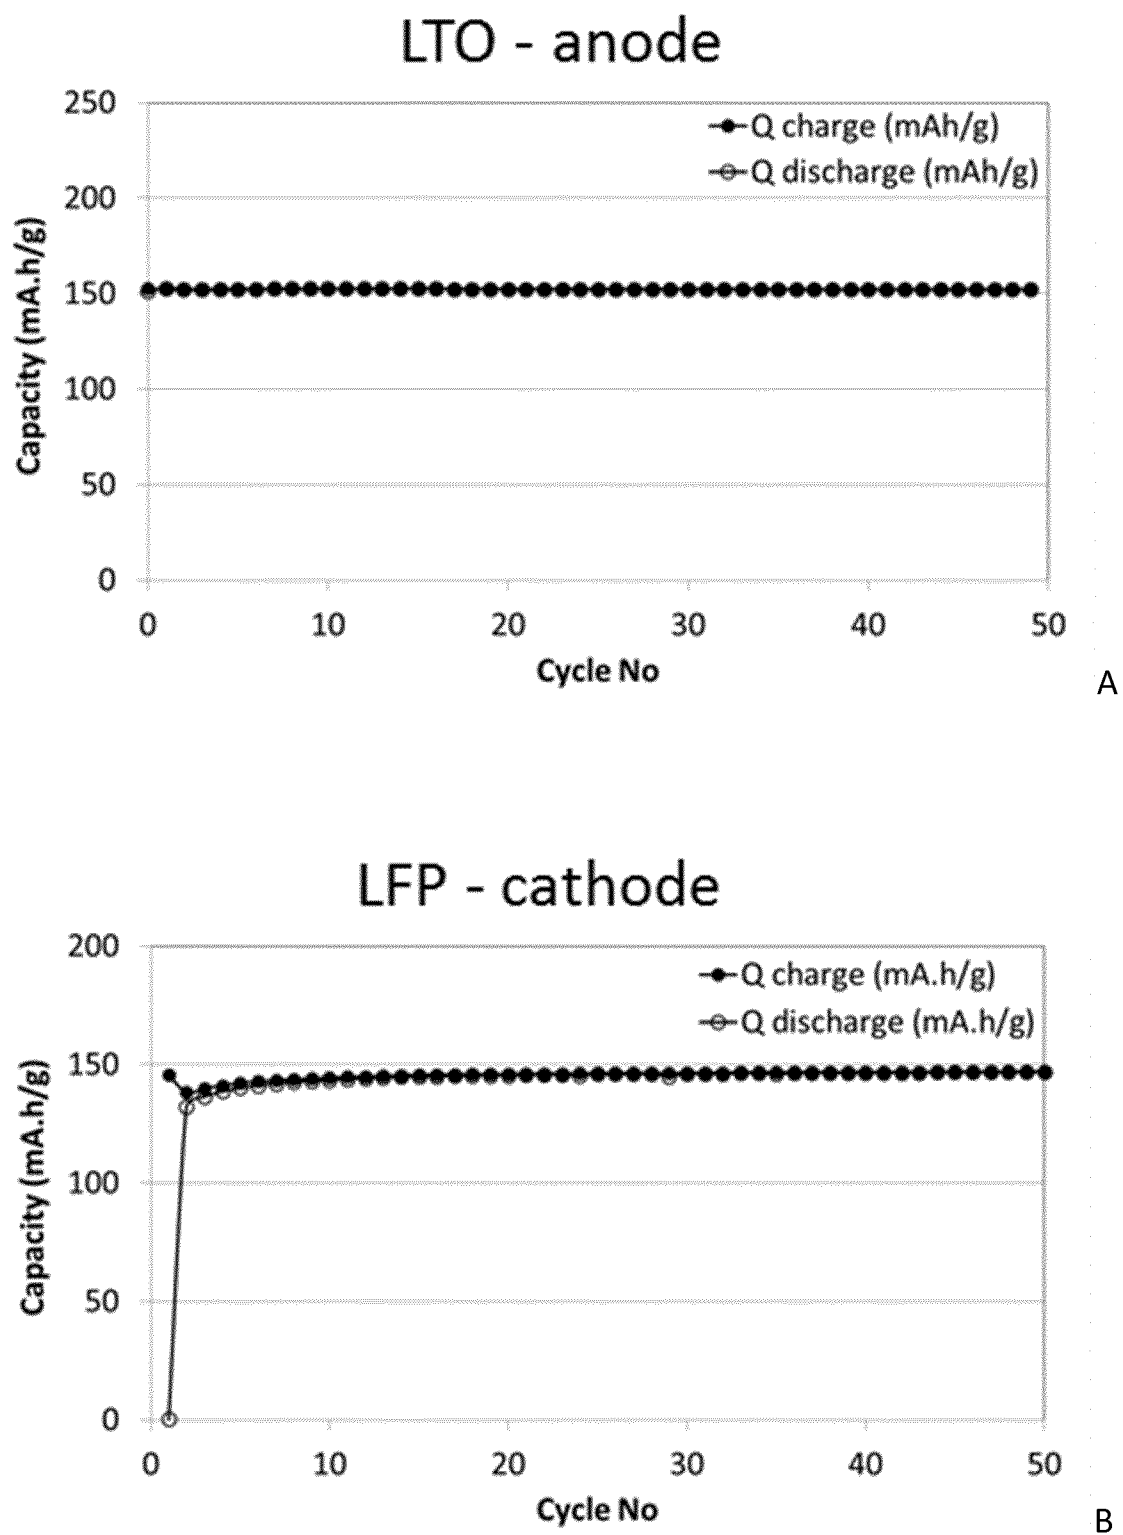 LTO - anode
250
Q charge (mAh/g)
Q discharge (mAh/g)
200
150
100
50
0
Capacity (mA.h/g)
0 10 20 30 40 50
Cycle No
A
LFP - cathode
200
Q charge (mA.h/g)
Q discharge (mA.h/g)
150
100
50
0
Capacity (mA.h/g)
0 10 20 30 40 50
Cycle No
B